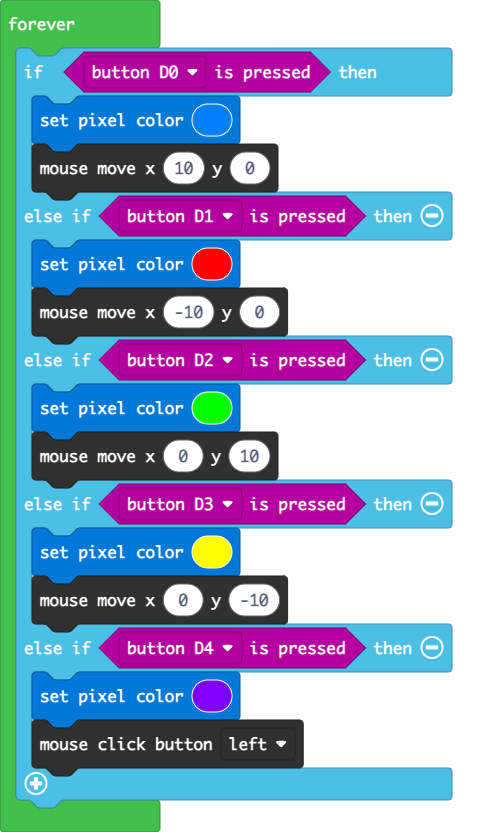 forever
if button D0 is pressed then
set pixel color
mouse move x 10 y 0
else if button D1 is pressed then
set pixel color
mouse move x -10 y 0
else if button D2 is pressed then
set pixel color
mouse move x 0 y 10
else if button D3 is pressed then
set pixel color
mouse move x 0 y -10
else if button D4 is pressed then
set pixel color
mouse click button left